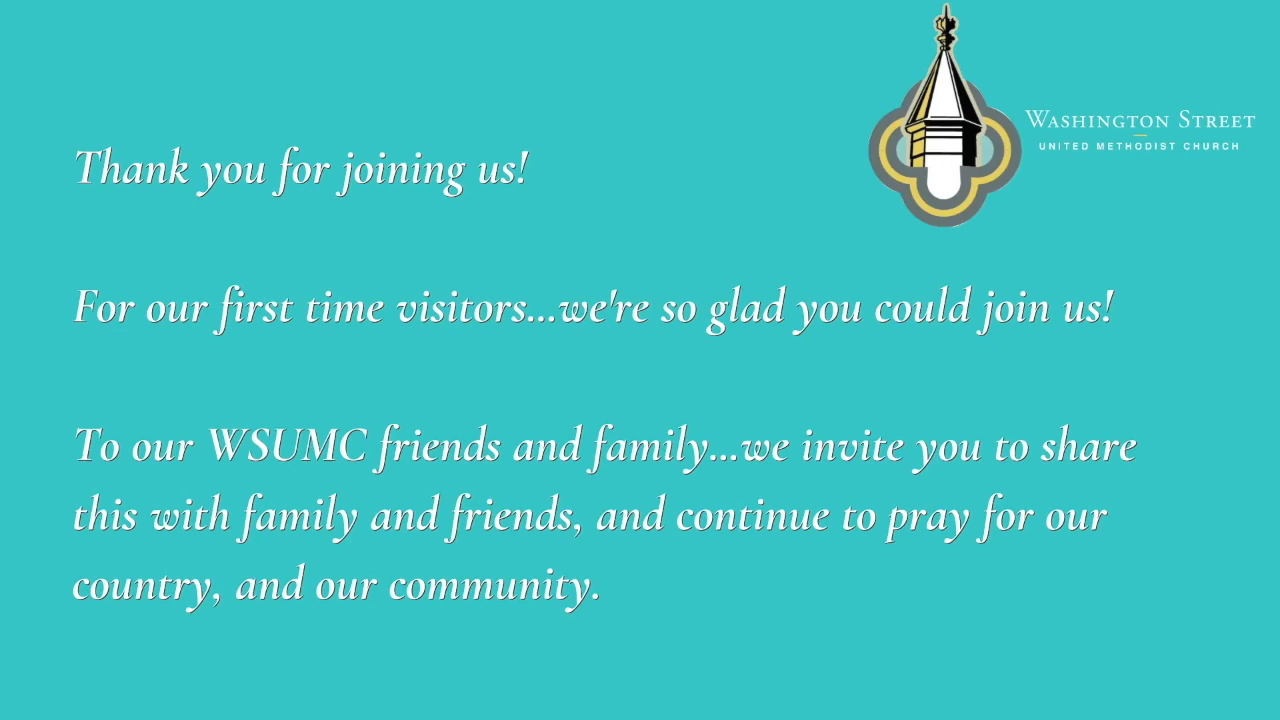 WASHINGTON STREET
UNITED METHODIST CHURCH
Thank you for joining us!
For our first time visitors...we're so glad you could join us!
To our WSUMC friends and family...we invite you to share
this with family and friends, and continue to pray for our
country, and our community.